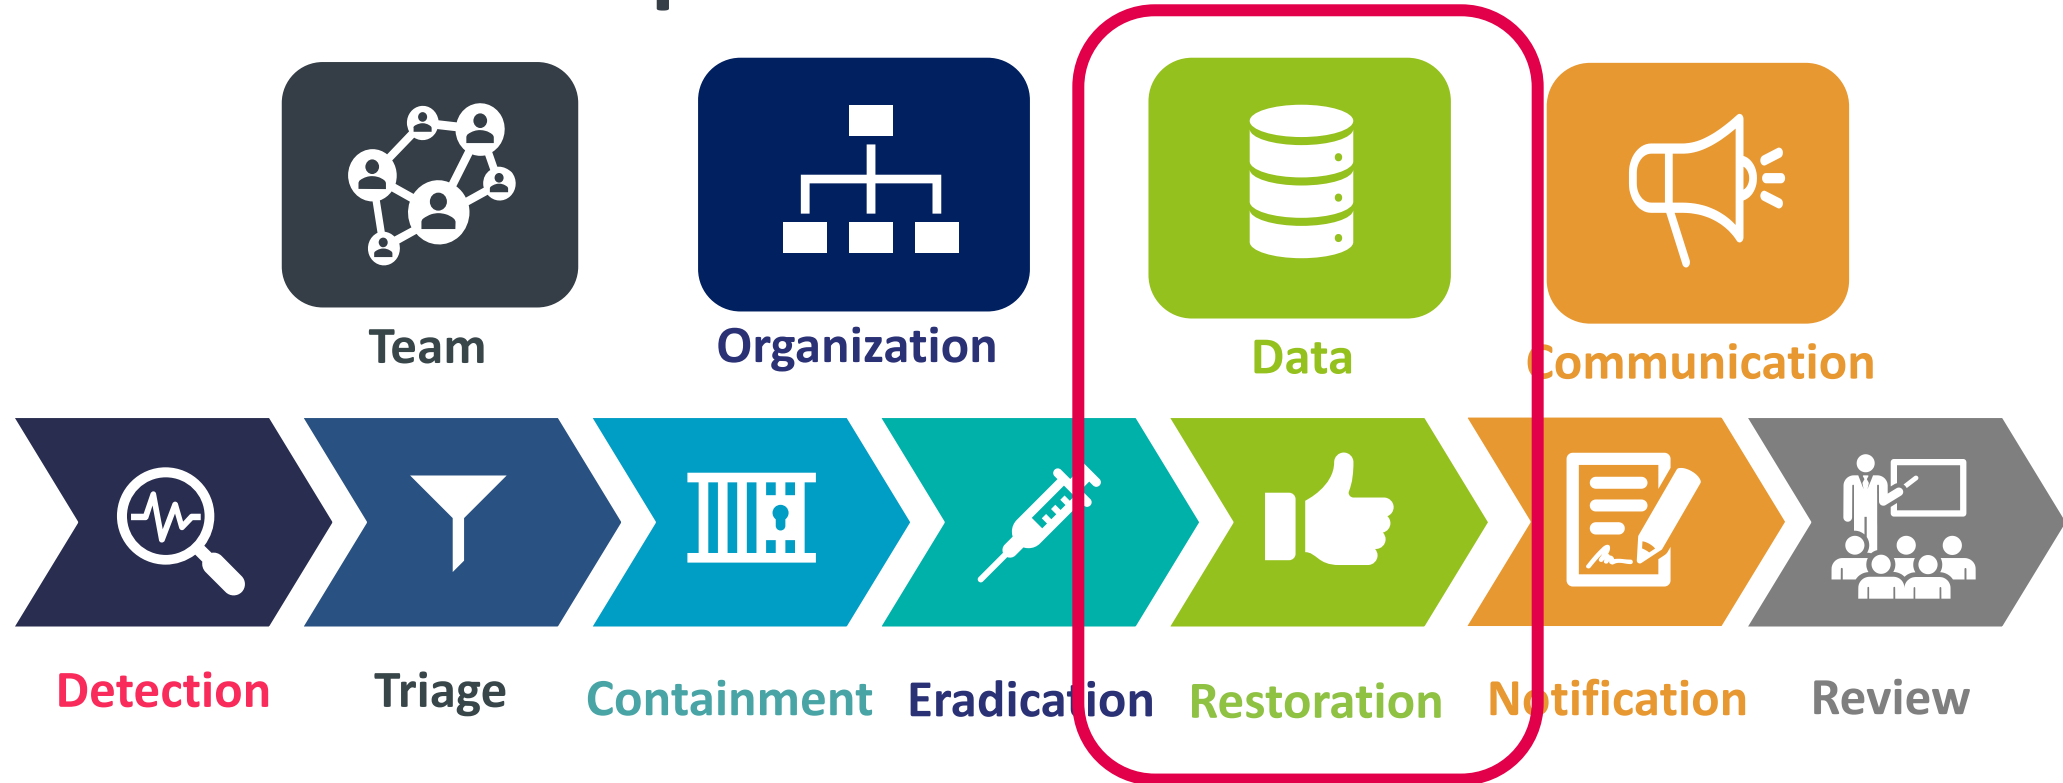 Team
Organization
Data
Communication
Detection
Triage
Containment
Eradication
Restoration
Notification
Review